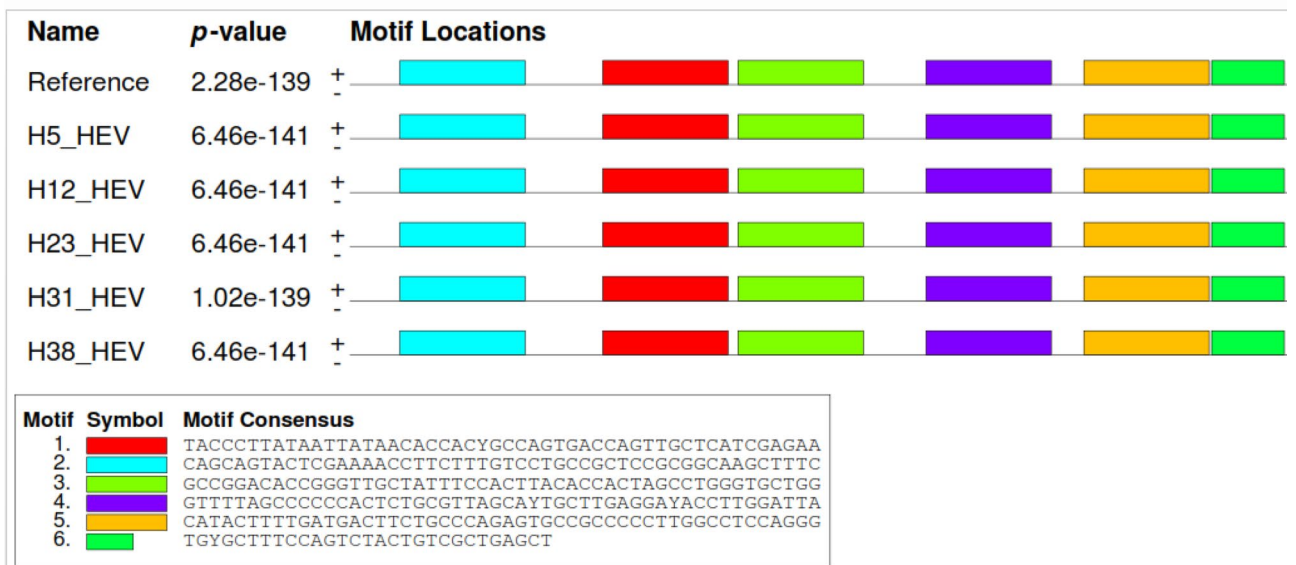 Name p-value Motif Locations
Reference 2.28e-139 +
-
H5_HEV 6.46e-141 +
-
H12_HEV 6.46e-141 +
-
H23_HEV 6.46e-141 +
-
H31_HEV 1.02e-139 +
-
H38_HEV 6.46e-141 +
-
Motif Symbol Motif Consensus
1. TACCCTTATAATTATAACACCACYGCCAGTGACCAGTTGCTCATCGAGAA
2. CAGCAGTACTCGAAAACCTTCTTTGTCCTGCCGCTCCGCGGCAAGCTTTC
3. GCCGGACACCGGGTTGCTATTTCCACTTACACCACTAGCCTGGGTGCTGG
4. GTTTTAGCCCCCCACTCTGCGTTAGCAYTGCTTGAGGAYACCTTGGATTA
5. CATACTTTTGATGACTTCTGCCCAGAGTGCCGCCCCCTTGGCCTCCAGGG
6. TGYGCTTTCCAGTCTACTGTCGCTGAGCT